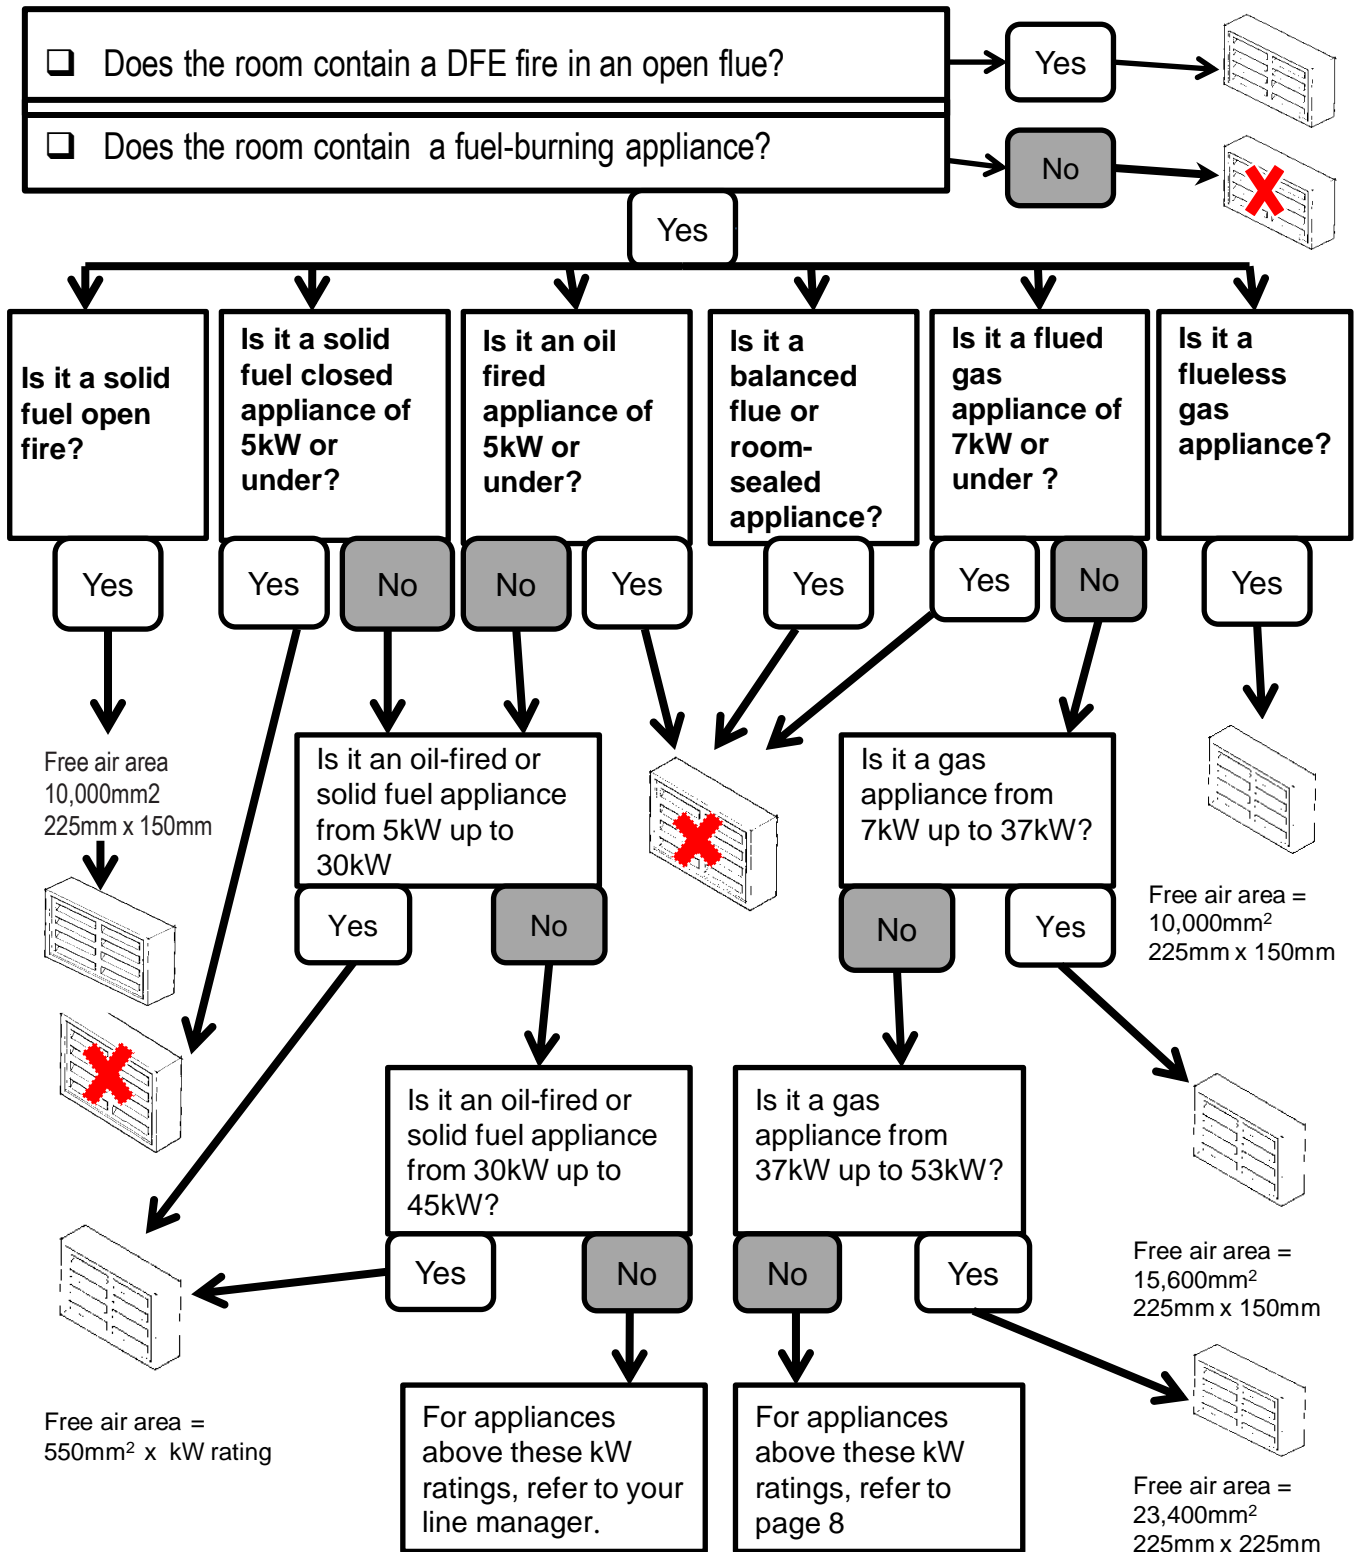 ❑ Does the room contain a DFE fire in an open flue?
Yes
❑ Does the room contain a fuel-burning appliance?
No
Yes
Is it a solid
fuel open
fire?
Is it a solid
fuel closed
appliance of
5kW or
under?
Is it an oil
fired
appliance of
5kW or
under?
Is it a
balanced
flue or
room-
sealed
appliance?
Is it a flued
gas
appliance of
7kW or
under ?
Is it a
flueless
gas
appliance?
Yes
Yes
No
No
Yes
Yes
Yes
No
Yes
Free air area
10,000mm2
225mm x 150mm
Is it an oil-fired or
solid fuel appliance
from 5kW up to
30kW
Is it a gas
appliance from
7kW up to 37kW?
Yes
No
No
Yes
Free air area =
10,000mm²
225mm x 150mm
Is it an oil-fired or
solid fuel appliance
from 30kW up to
45kW?
Is it a gas
appliance from
37kW up to 53kW?
Yes
No
No
Yes
Free air area =
15,600mm²
225mm x 150mm
Free air area =
550mm² x kW rating
For appliances
above these kW
ratings, refer to your
line manager.
For appliances
above these kW
ratings, refer to
page 8
Free air area =
23,400mm²
225mm x 225mm